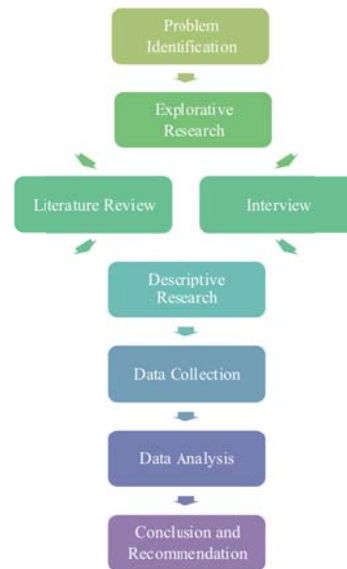 Problem
Identification
Explorative
Research
Literature Review
Interview
Descriptive
Research
Data Collection
Data Analysis
Conclusion and
Recommendation